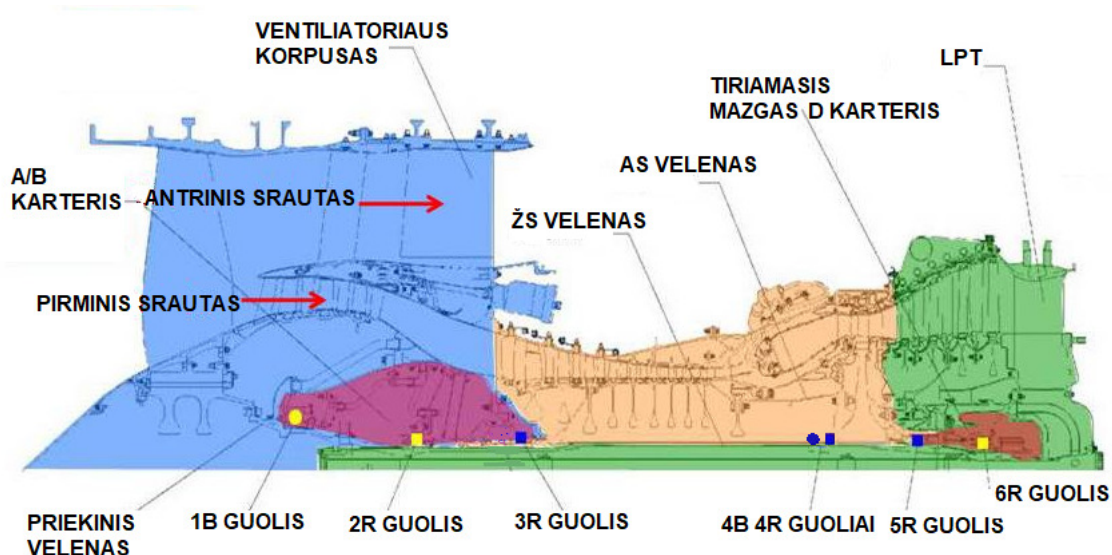 VENTILIATORIAUS
KORPUSAS
LPT
TIRIAMASIS
MAZGAS D KARTERIS
A/B
KARTERIS
ANTRINIS SRAUTAS
AS VELENAS
ŽS VELENAS
PIRMINIS SRAUTAS
PRIEKINIS
VELENAS
1B GUOLIS
2R GUOLIS
3R GUOLIS
4B 4R GUOLIAI
5R GUOLIS
6R GUOLIS